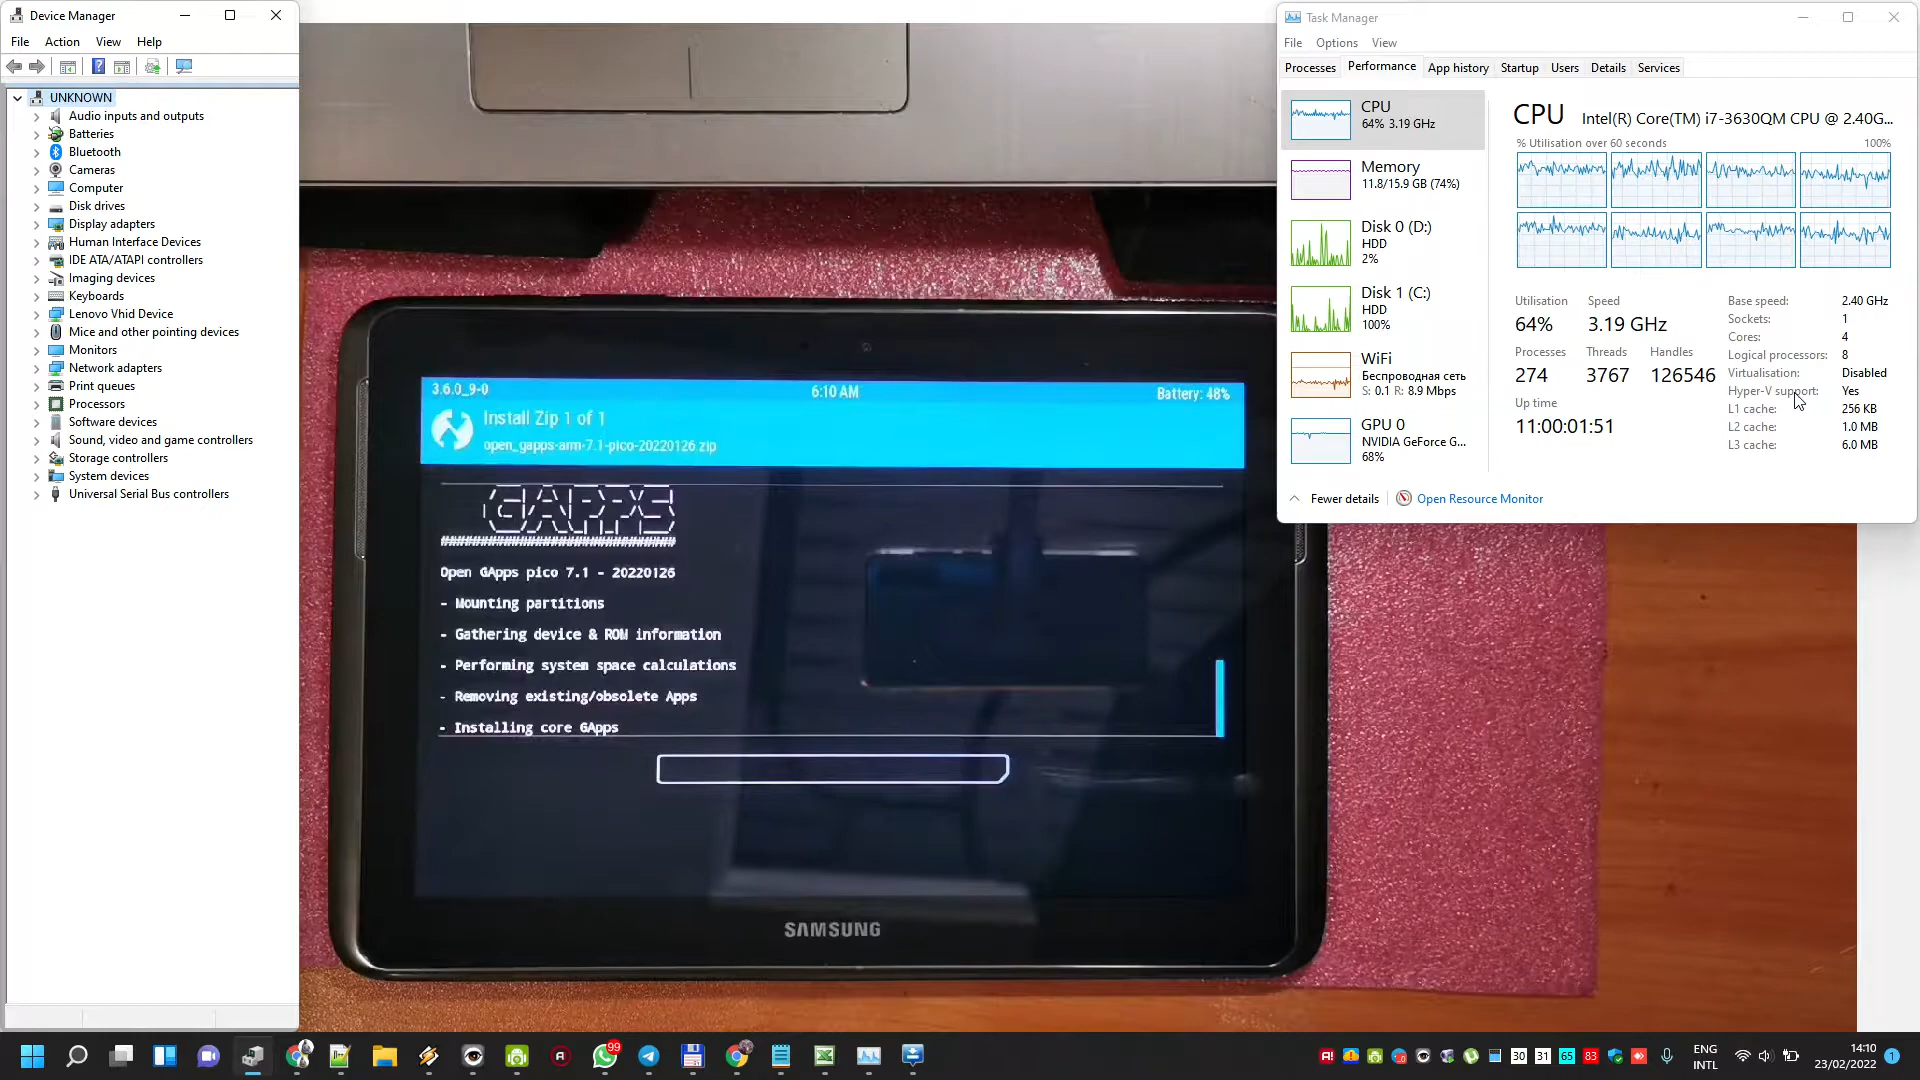 Device Manager
File Action View Help
UNKNOWN
Audio inputs and outputs
Batteries
Bluetooth
Cameras
Computer
Disk drives
Display adapters
Human Interface Devices
IDE ATA/ATAPI controllers
Imaging devices
Keyboards
Lenovo Vhid Device
Mice and other pointing devices
Monitors
Network adapters
Print queues
Processors
Software devices
Sound, video and game controllers
Storage controllers
System devices
Universal Serial Bus controllers
3.6.0_9-0 6:10 AM Battery: 48%
Install Zip 1 of 1
open_gapps-arm-7.1-pico-20220126.zip
GAPPS
Open GApps pico 7.1 - 20220126
- Mounting partitions
- Gathering device & ROM information
- Performing system space calculations
- Removing existing/obsolete Apps
- Installing core GApps
SAMSUNG
Task Manager
File Options View
Processes Performance App history Startup Users Details Services
CPU
64% 3.19 GHz
Memory
11.8/15.9 GB (74%)
Disk 0 (D:)
HDD
2%
Disk 1 (C:)
HDD
100%
WiFi
Беспроводная сеть
S: 0.1 R: 8.9 Mbps
GPU 0
NVIDIA GeForce G...
68%
CPU Intel(R) Core(TM) i7-3630QM CPU @ 2.40G...
% Utilisation over 60 seconds 100%
Utilisation Speed
64% 3.19 GHz
Processes Threads Handles
274 3767 126546
Up time
11:00:01:51
Base speed: 2.40 GHz
Sockets: 1
Cores: 4
Logical processors: 8
Virtualisation: Disabled
Hyper-V support: Yes
L1 cache: 256 KB
L2 cache: 1.0 MB
L3 cache: 6.0 MB
Fewer details Open Resource Monitor
99
30 31 65 83
ENG
INTL
14:10
23/02/2022
1